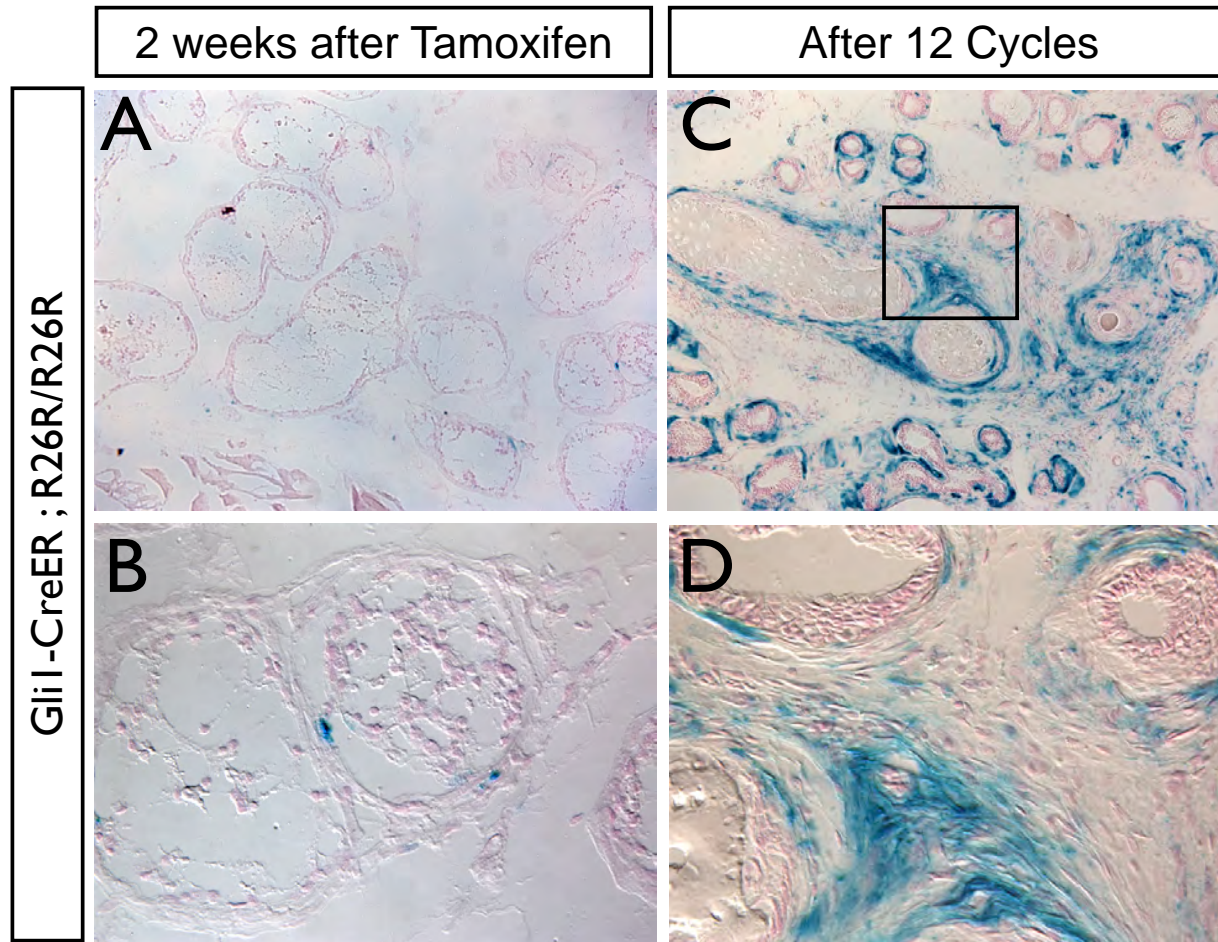 2 weeks after Tamoxifen
After 12 Cycles
Gli1-CreER ; R26R/R26R
A
C
B
D